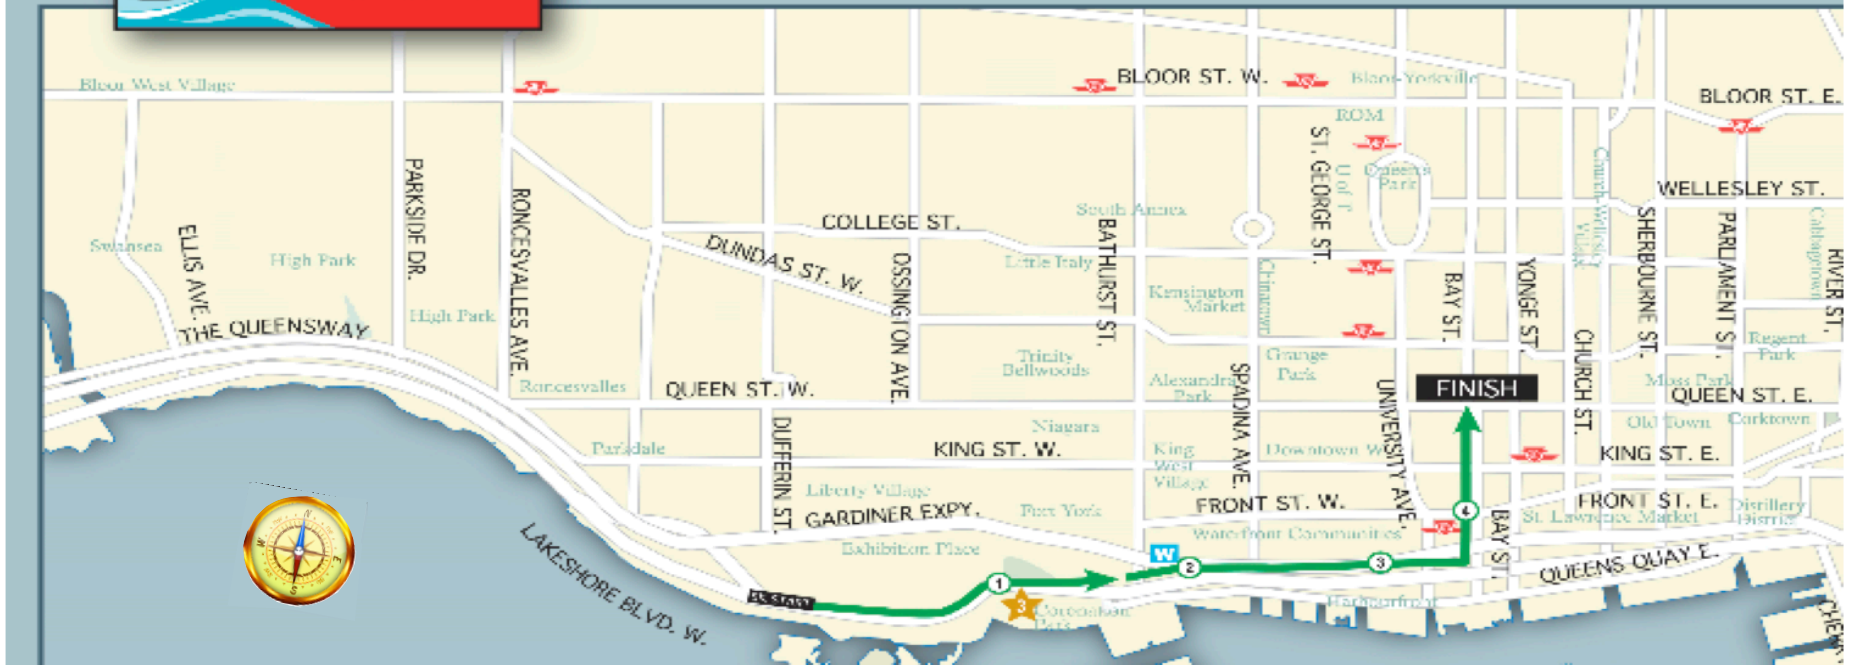 BLOOR ST. W.
Bloor West Village
Bloor-Yorkville
BLOOR ST. E.
ROM
ST. GEORGE ST.
U of T
Queen's
Park
Church-Wellesley
Village
WELLESLEY ST.
PARKSIDE DR.
RONCESVALLES AVE.
South Annex
SHERBOURNE ST.
PARLIAMENT ST.
Cabbagetown
COLLEGE ST.
BATHURST ST.
ELLIS AVE.
Swansea
High Park
DUNDAS ST. W.
OSSINGTON AVE.
Little Italy
Chinatown
BAY ST.
YONGE ST.
RIVER ST.
Kensington
Market
High Park
THE QUEENSWAY
CHURCH ST.
Regent
Park
Trinity
Bellwoods
Grange
Park
SPADINA AVE.
Roncesvalles
QUEEN ST. W.
Alexandra
Park
UNIVERSITY AVE.
FINISH
Moss Park
QUEEN ST. E.
DUFFERIN ST.
Niagara
Old Town
Corktown
Parkdale
KING ST. W.
King
West
Village
Downtown W
KING ST. E.
Liberty Village
GARDINER EXPY.
Fort York
FRONT ST. W.
4
FRONT ST. E.
Distillery
District
St. Lawrence Market
BAY ST.
Waterfront Communities
N
W
E
S
LAKESHORE BLVD. W.
Exhibition Place
W
2
3
QUEENS QUAY E.
1
3
Coronation
Park
Harbourfront